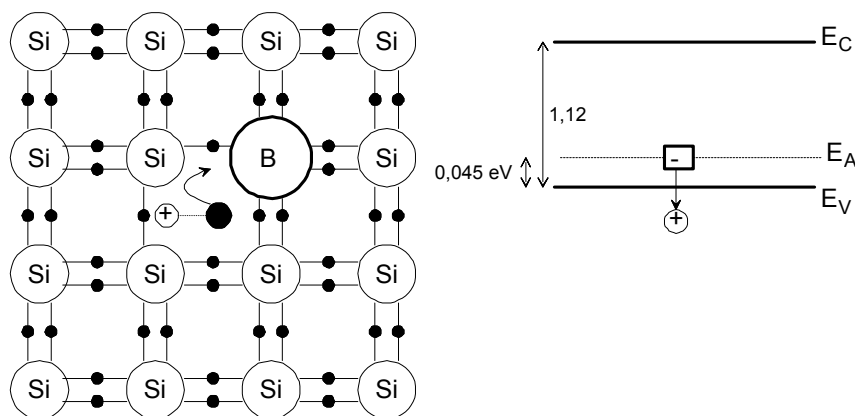 Si Si Si Si
Si Si B Si
+
Si Si Si Si
Si Si Si Si
E_C
1,12
E_A
-
0,045 eV
E_V
+